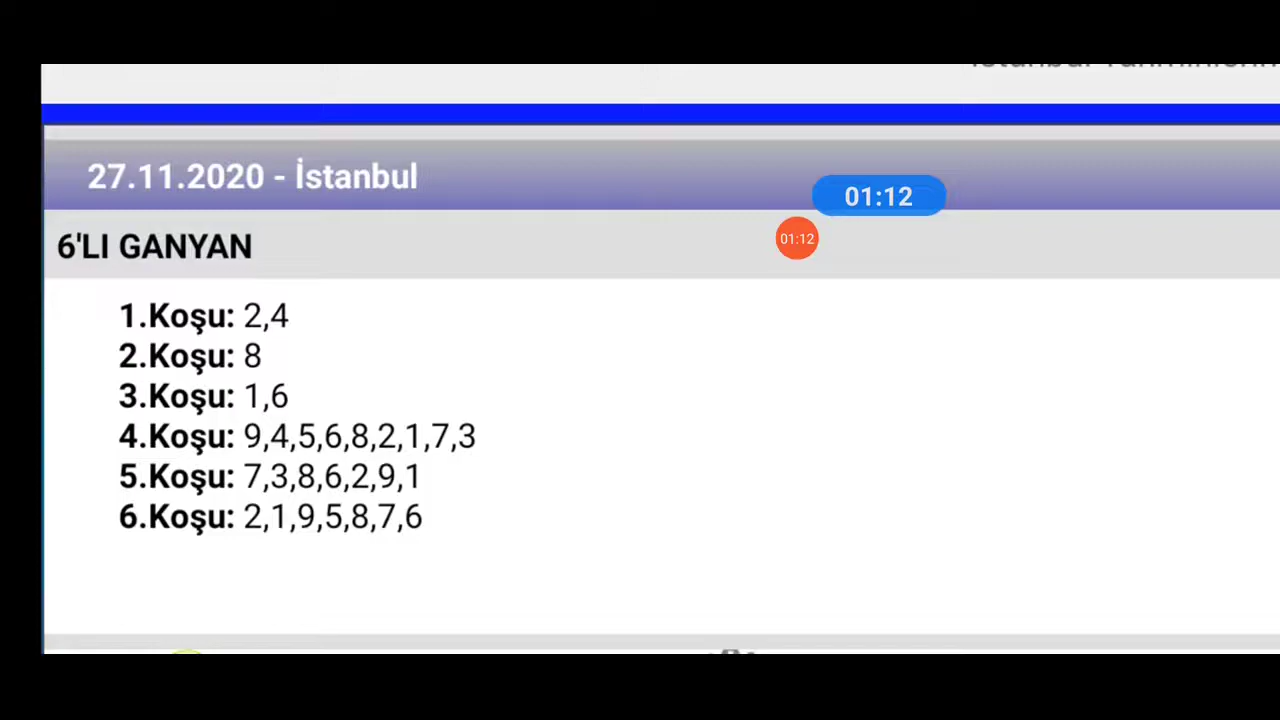 27.11.2020 - İstanbul
01:12
01:12
6'LI GANYAN
1.Koşu: 2,4
2.Koşu: 8
3.Koşu: 1,6
4.Koşu: 9,4,5,6,8,2,1,7,3
5.Koşu: 7,3,8,6,2,9,1
6.Koşu: 2,1,9,5,8,7,6